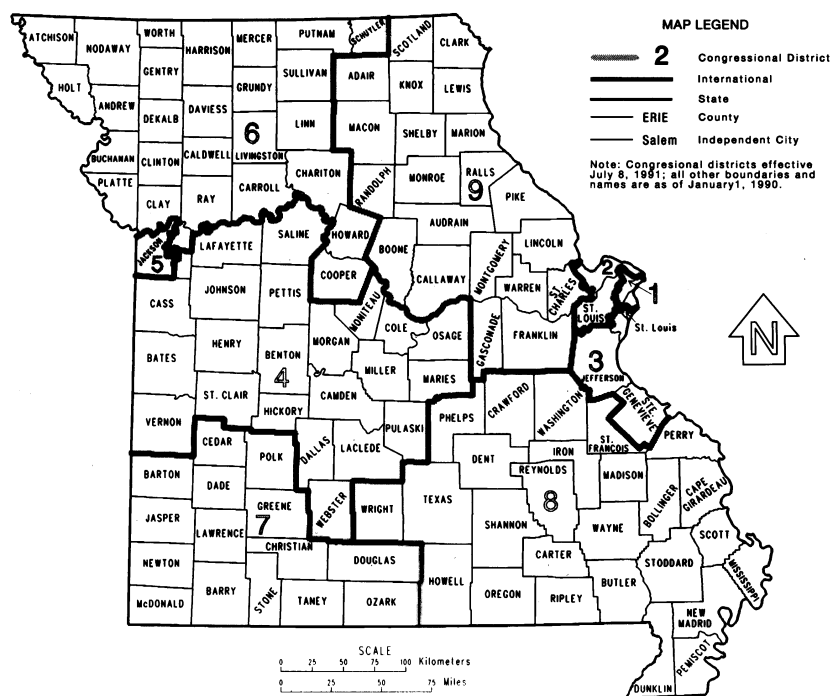 MAP LEGEND
2 Congressional District
International
State
ERIE County
Salem Independent City
Note: Congresional districts effective
July 8, 1991; all other boundaries and
names are as of January1, 1990.
ATCHISON
NODAWAY
WORTH
HARRISON
MERCER
PUTNAM
SCHUYLER
SCOTLAND
CLARK
HOLT
GENTRY
SULLIVAN
ADAIR
KNOX
LEWIS
ANDREW
DEKALB
DAVIESS
GRUNDY
LINN
MACON
SHELBY
MARION
6
BUCHANAN
CLINTON
CALDWELL
LIVINGSTON
CHARITON
RANDOLPH
MONROE
RALLS
9
PIKE
PLATTE
CLAY
RAY
CARROLL
AUDRAIN
JACKSON
5
LAFAYETTE
SALINE
HOWARD
BOONE
CALLAWAY
MONTGOMERY
LINCOLN
WARREN
ST. CHARLES
2
1
ST. LOUIS
St. Louis
CASS
JOHNSON
PETTIS
COOPER
MONITEAU
COLE
OSAGE
GASCONADE
FRANKLIN
3
JEFFERSON
N
BATES
HENRY
BENTON
4
MORGAN
MILLER
MARIES
ST. CLAIR
HICKORY
CAMDEN
PULASKI
PHELPS
CRAWFORD
WASHINGTON
STE. GENEVIEVE
ST. FRANCOIS
PERRY
VERNON
CEDAR
POLK
DALLAS
LACLEDE
DENT
IRON
REYNOLDS
MADISON
BOLLINGER
CAPE GIRARDEAU
BARTON
DADE
GREENE
7
WEBSTER
WRIGHT
TEXAS
SHANNON
8
WAYNE
SCOTT
JASPER
LAWRENCE
CHRISTIAN
DOUGLAS
CARTER
STODDARD
MISSISSIPPI
NEWTON
McDONALD
BARRY
STONE
TANEY
OZARK
HOWELL
OREGON
RIPLEY
BUTLER
NEW MADRID
PEMISCOT
DUNKLIN
SCALE
0 25 50 75 100 Kilometers
0 25 50 75 Miles